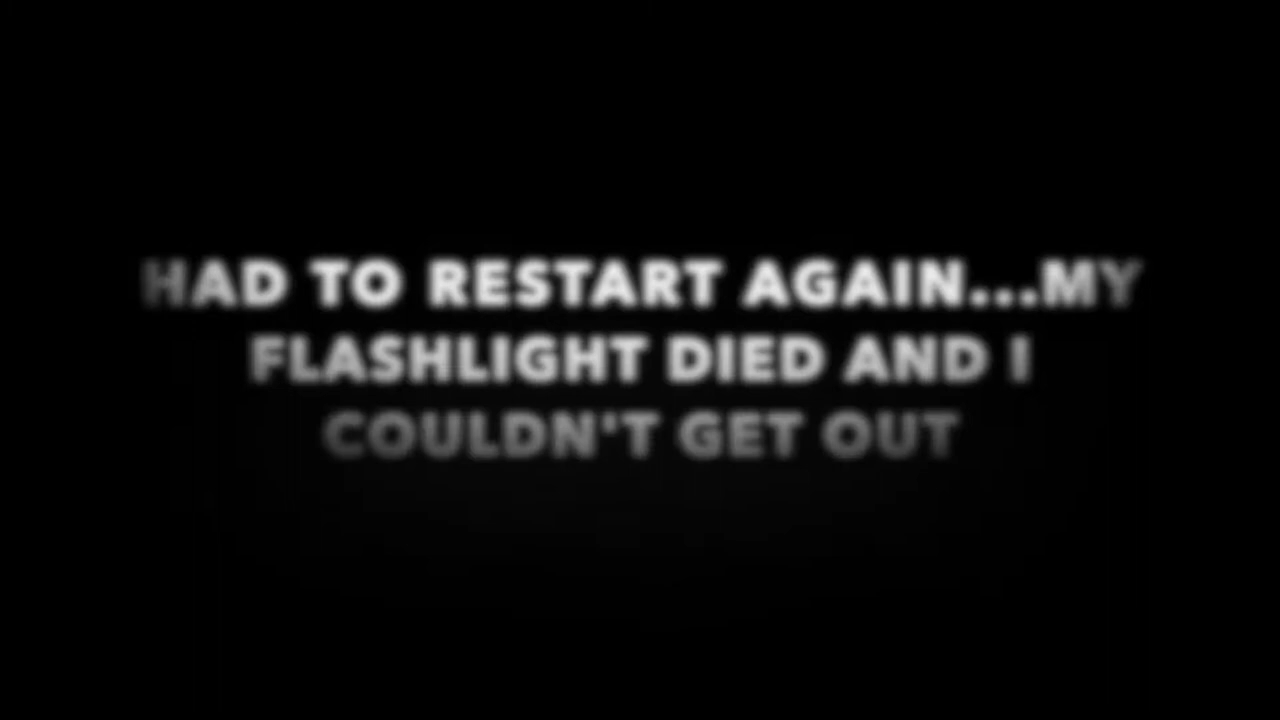 HAD TO RESTART AGAIN...MY
FLASHLIGHT DIED AND I
COULDN'T GET OUT